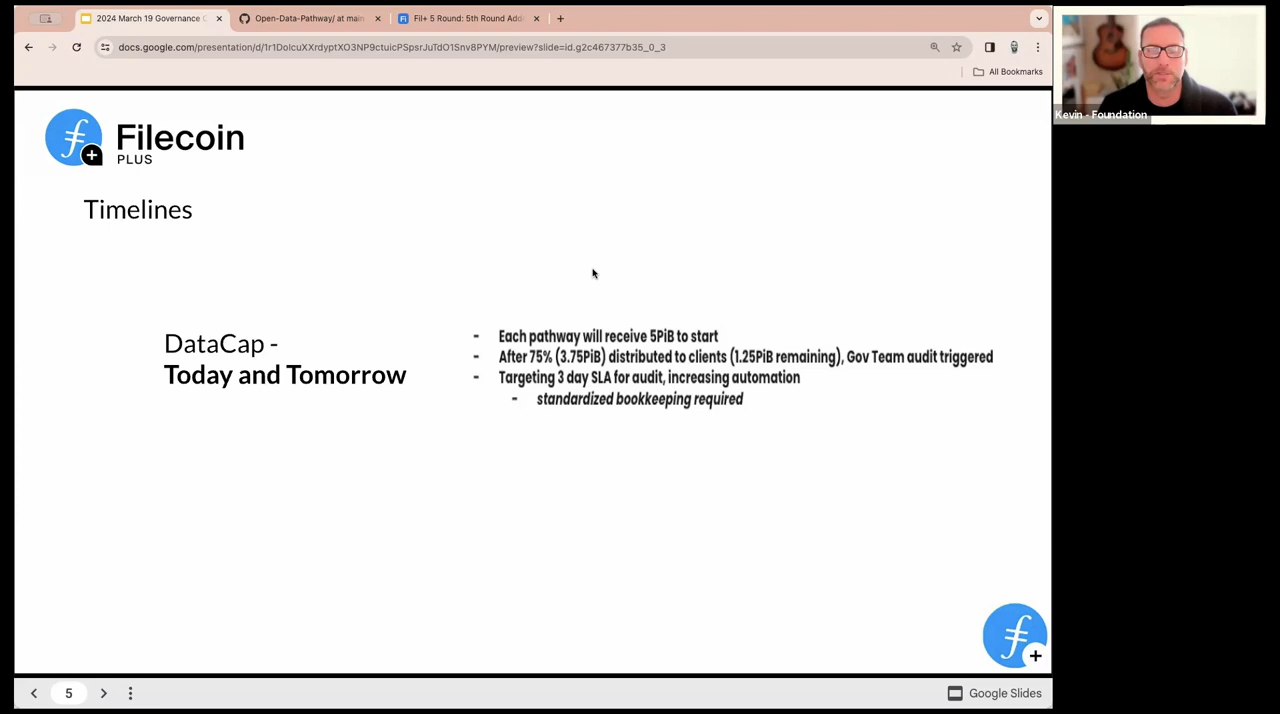 2024 March 19 Governance C
Open-Data-Pathway/ at main
Fil+ 5 Round: 5th Round Add
docs.google.com/presentation/d/1r1DolcuXXrdyptXO3NP9ctuicPSpsrJuTdO1Snv8PYM/preview?slide=id.g2c467377b35_0_3
All Bookmarks
Kevin - Foundation
Filecoin
PLUS
Timelines
DataCap -
Today and Tomorrow
- Each pathway will receive 5PiB to start
- After 75% (3.75PiB) distributed to clients (1.25PiB remaining), Gov Team audit triggered
- Targeting 3 day SLA for audit, increasing automation
- standardized bookkeeping required
5
Google Slides